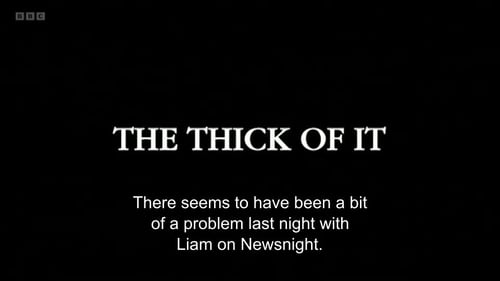 BBC
THE THICK OF IT
There seems to have been a bit
of a problem last night with
Liam on Newsnight.